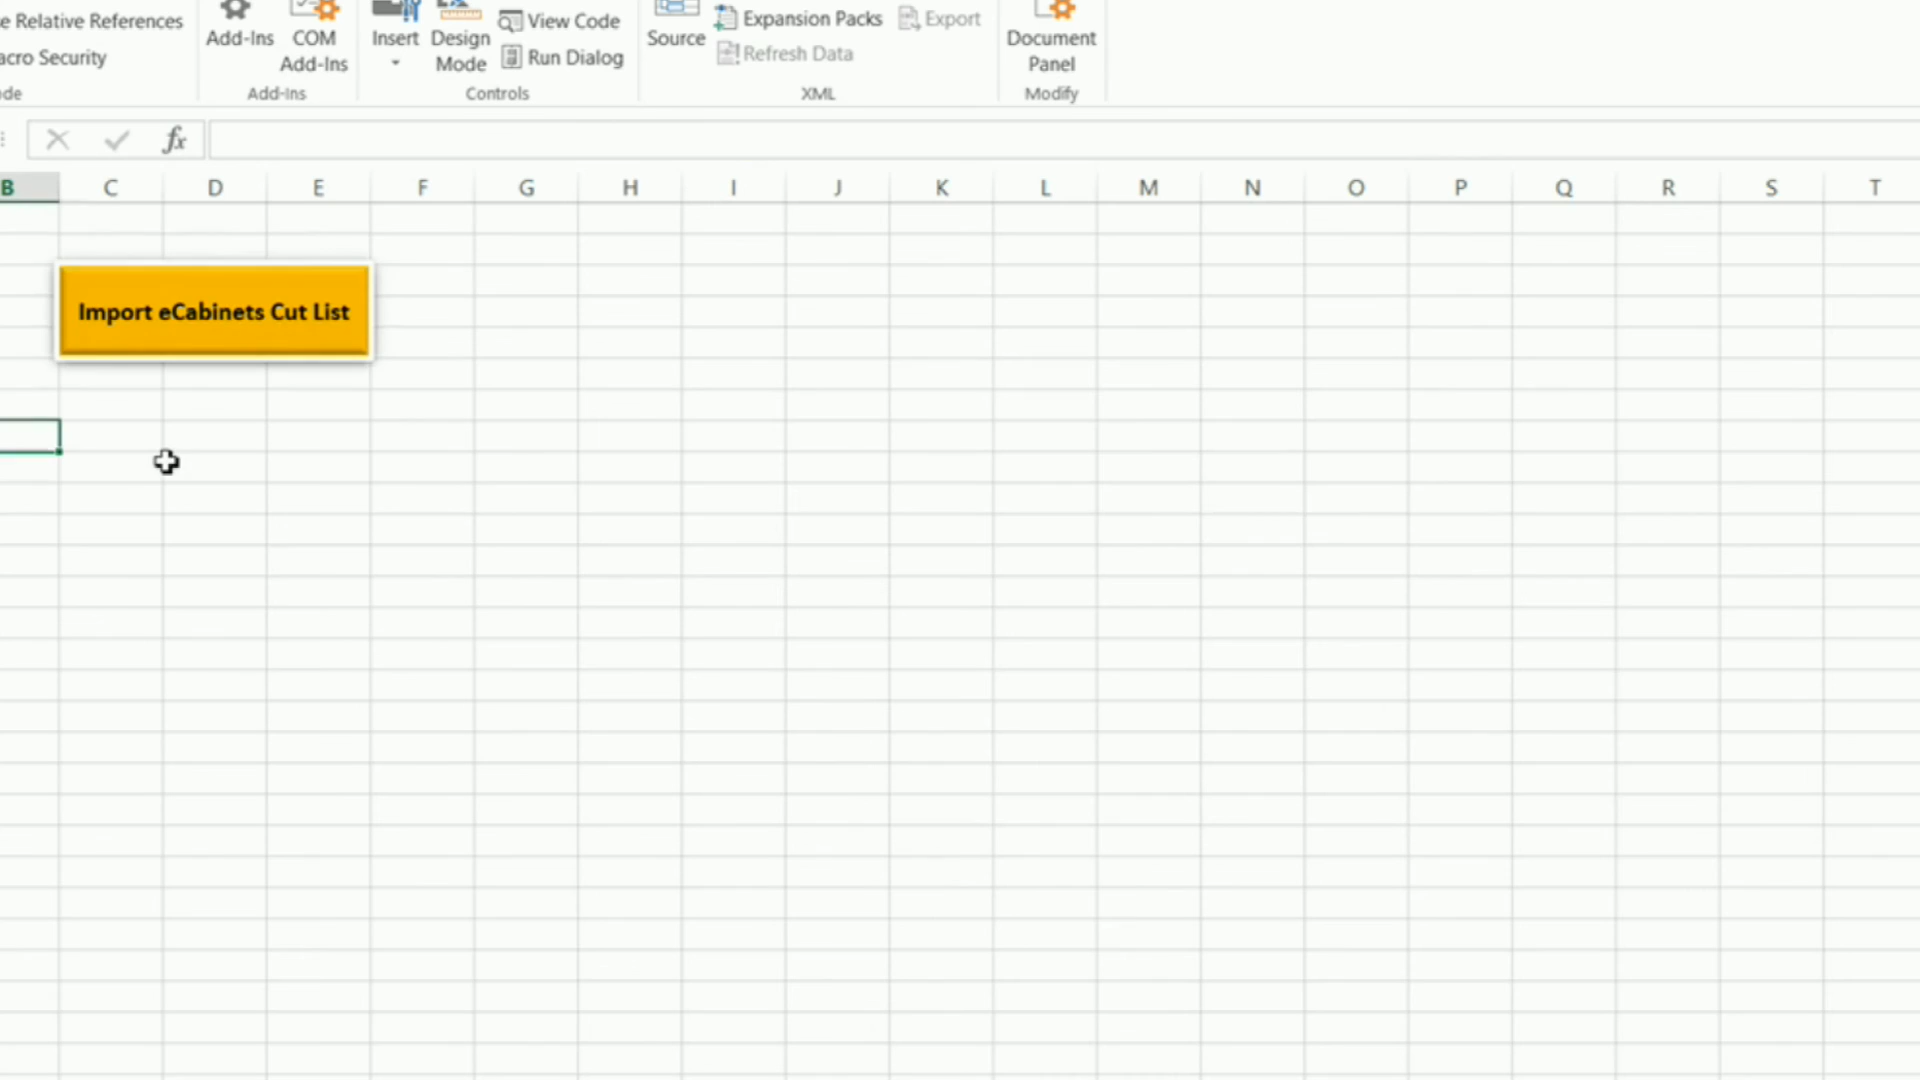 e Relative References
acro Security
de
Add-Ins
COM
Add-Ins
Add-Ins
Insert
Design
Mode
View Code
Run Dialog
Controls
Source
Expansion Packs
Export
Refresh Data
XML
Document
Panel
Modify
fx
B C D E F G H I J K L M N O P Q R S T
Import eCabinets Cut List